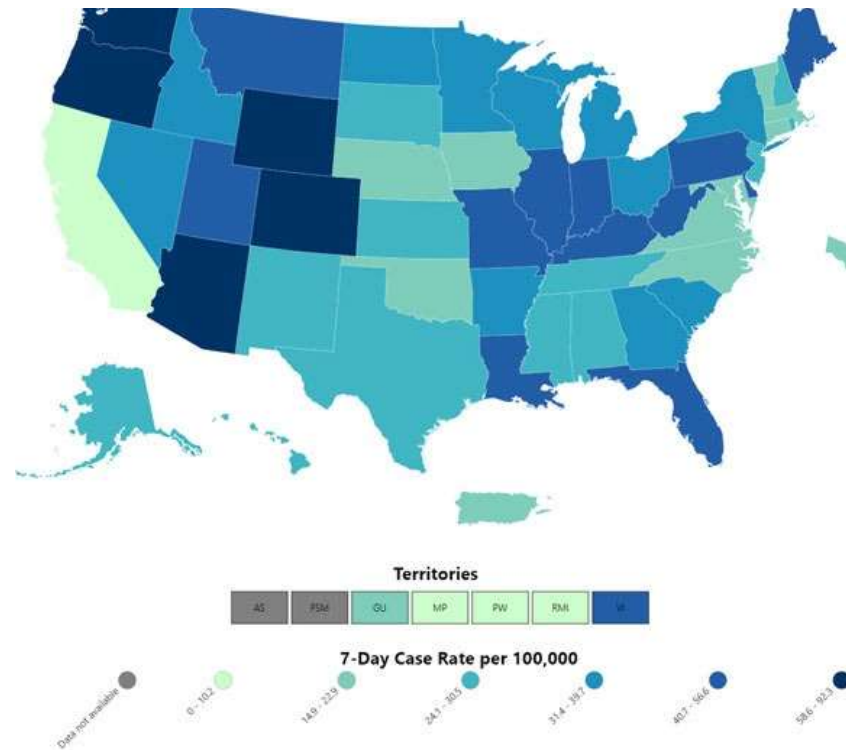 Territories
AS FSM GU MP PW RMI VI
7-Day Case Rate per 100,000
Data not available
0 - 10.2
14.9 - 22.9
24.1 - 30.5
31.4 - 39.7
40.7 - 56.6
58.6 - 92.3